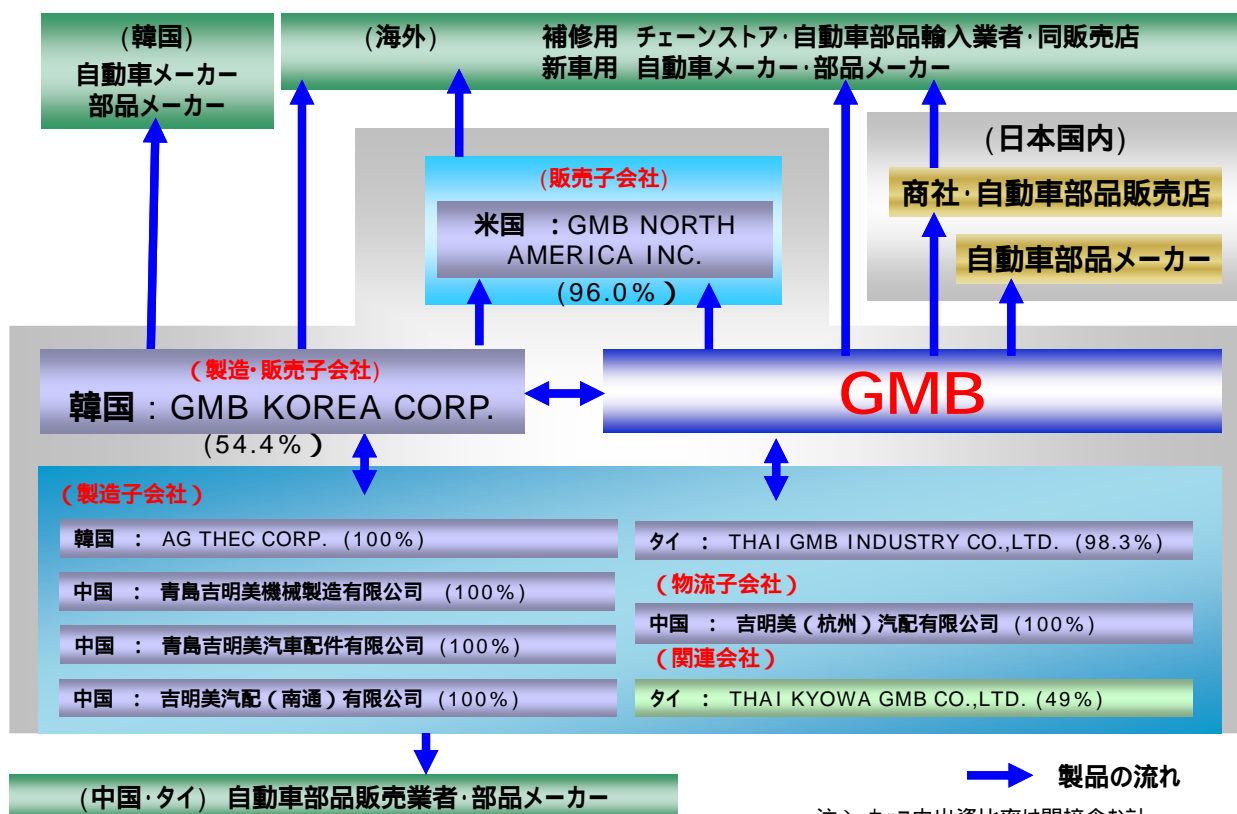 (韓国)
自動車メーカー
部品メーカー
(海外) 補修用 チェーンストア・自動車部品輸入業者・同販売店
新車用 自動車メーカー・部品メーカー
(日本国内)
商社・自動車部品販売店
自動車部品メーカー
(販売子会社)
米国 :GMB NORTH
AMERICA INC.
(96.0%)
(製造・販売子会社)
韓国:GMB KOREA CORP.
(54.4%)
GMB
(製造子会社)
韓国 : AG THEC CORP. (100%)
中国 : 青島吉明美機械製造有限公司 (100%)
中国 : 青島吉明美汽車配件有限公司 (100%)
中国 : 吉明美汽配(南通)有限公司 (100%)
タイ : THAI GMB INDUSTRY CO.,LTD. (98.3%)
(物流子会社)
中国 : 吉明美(杭州)汽配有限公司 (100%)
(関連会社)
タイ : THAI KYOWA GMB CO.,LTD. (49%)
製品の流れ
(中国・タイ) 自動車部品販売業者・部品メーカー